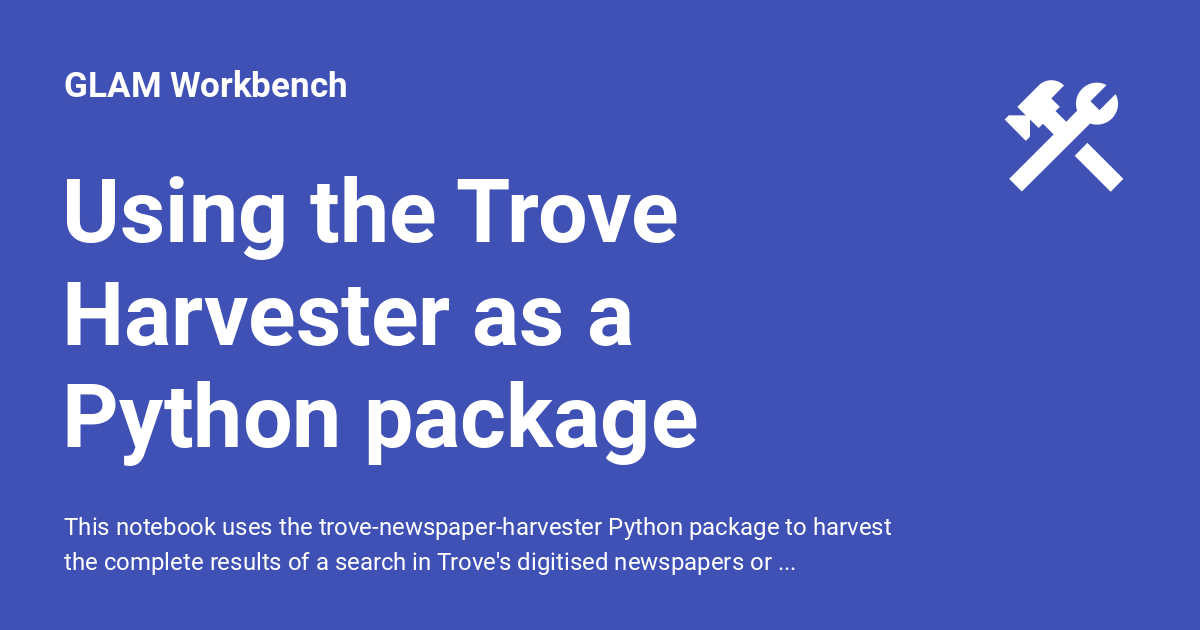 GLAM Workbench
Using the Trove
Harvester as a
Python package
This notebook uses the trove-newspaper-harvester Python package to harvest
the complete results of a search in Trove's digitised newspapers or ...